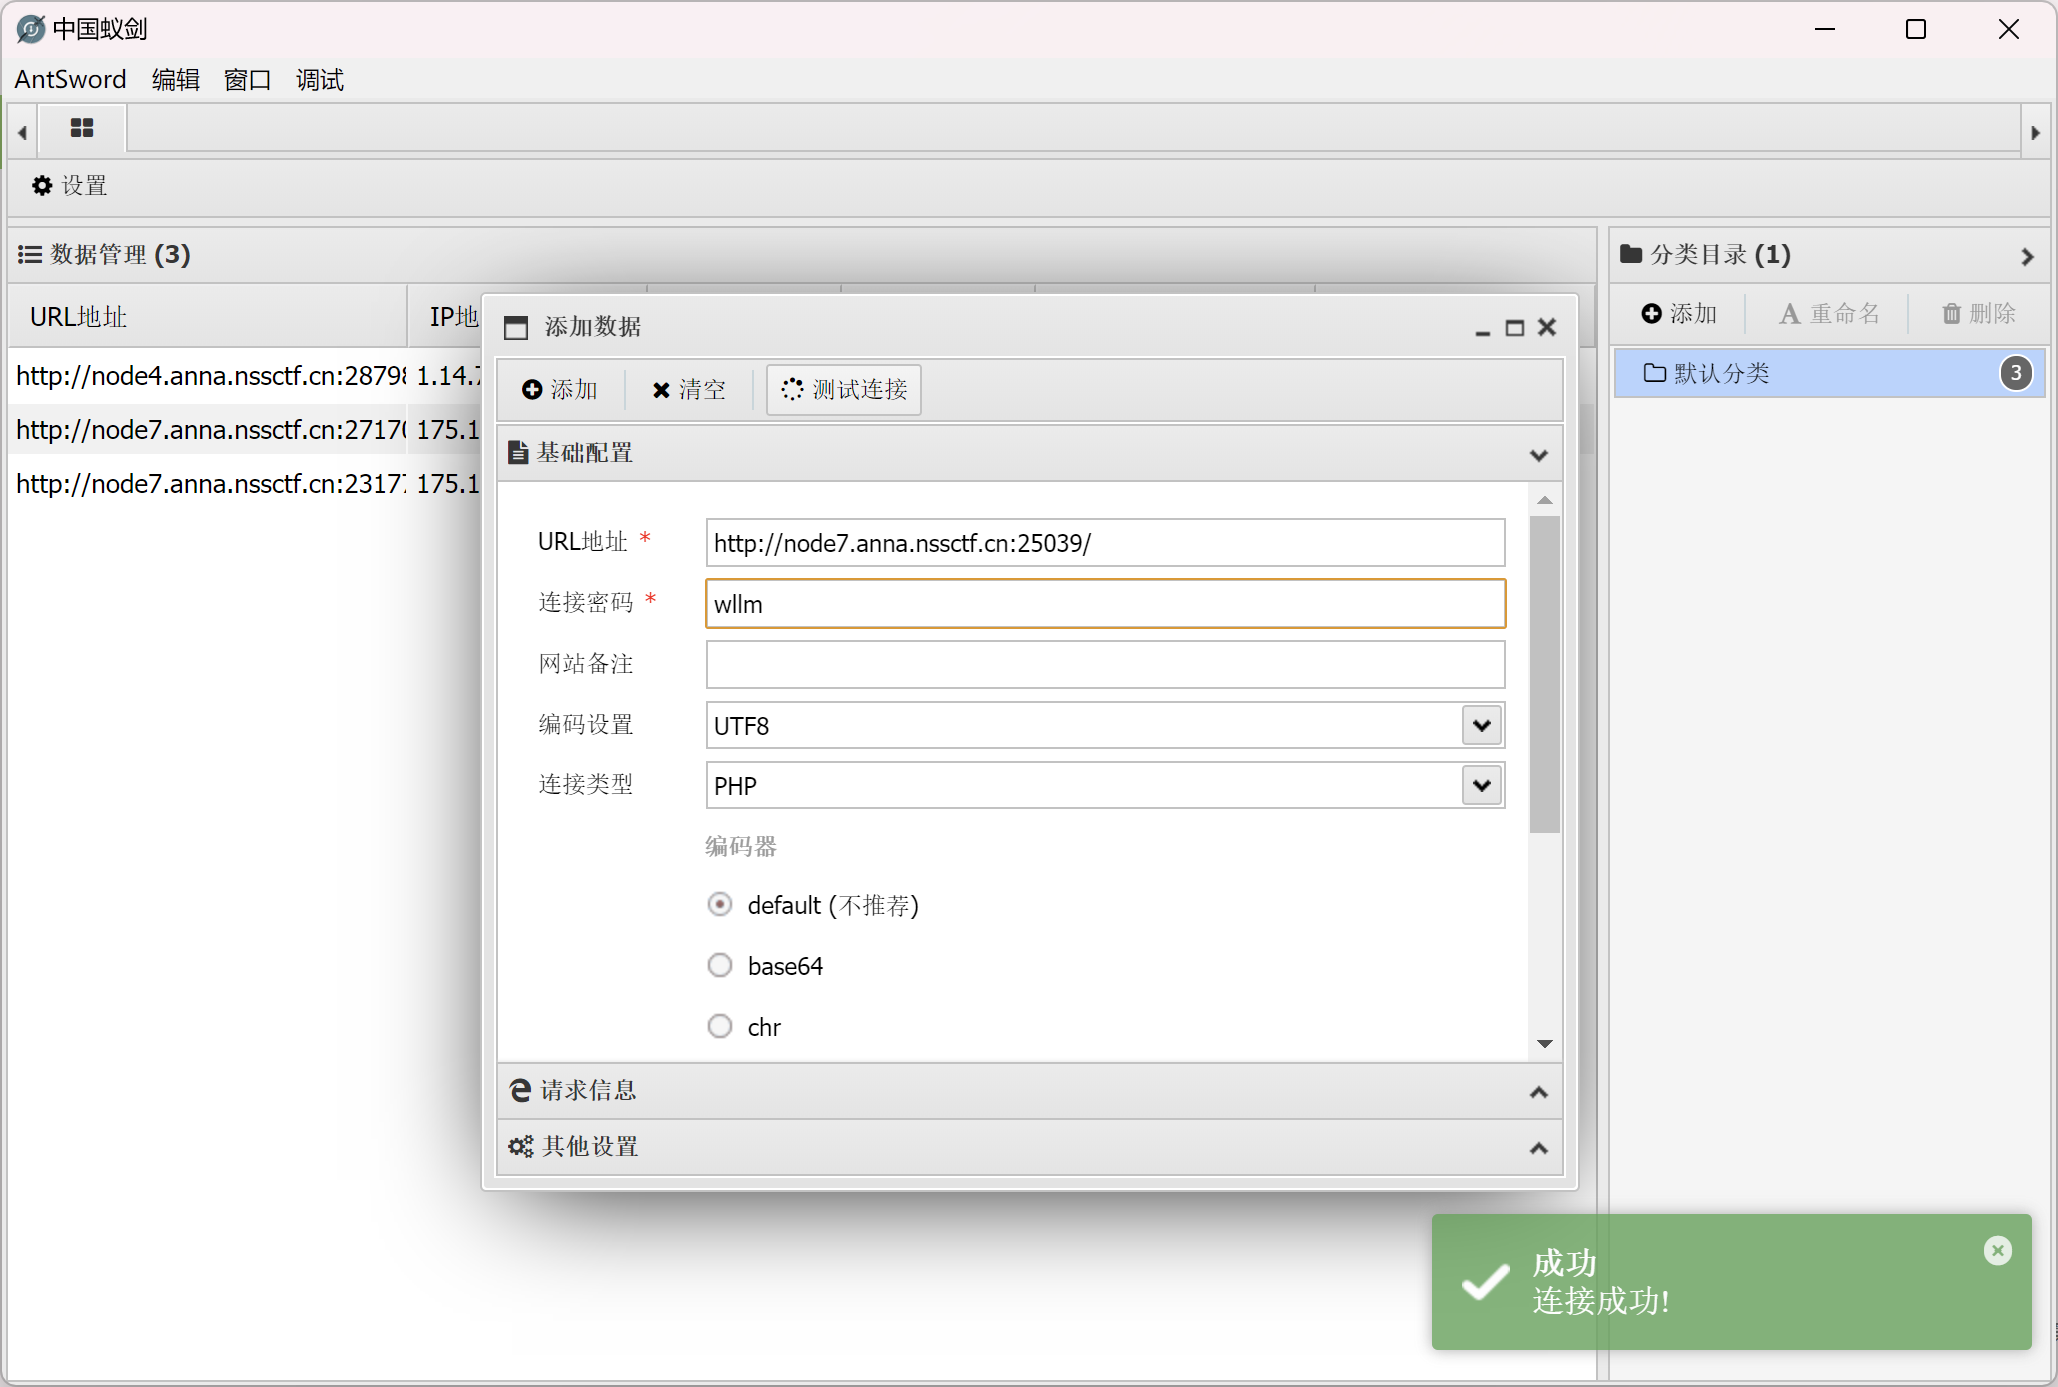 中国蚁剑
AntSword 编辑 窗口 调试
设置
数据管理 (3)
URL地址 IP地
http://node4.anna.nssctf.cn:28798 1.14.7
http://node7.anna.nssctf.cn:27170 175.1
http://node7.anna.nssctf.cn:23177 175.1
添加数据
添加 清空 测试连接
基础配置
URL地址 * http://node7.anna.nssctf.cn:25039/
连接密码 * wllm
网站备注
编码设置 UTF8
连接类型 PHP
编码器
default (不推荐)
base64
chr
请求信息
其他设置
分类目录 (1)
添加 重命名 删除
默认分类 3
成功
连接成功!